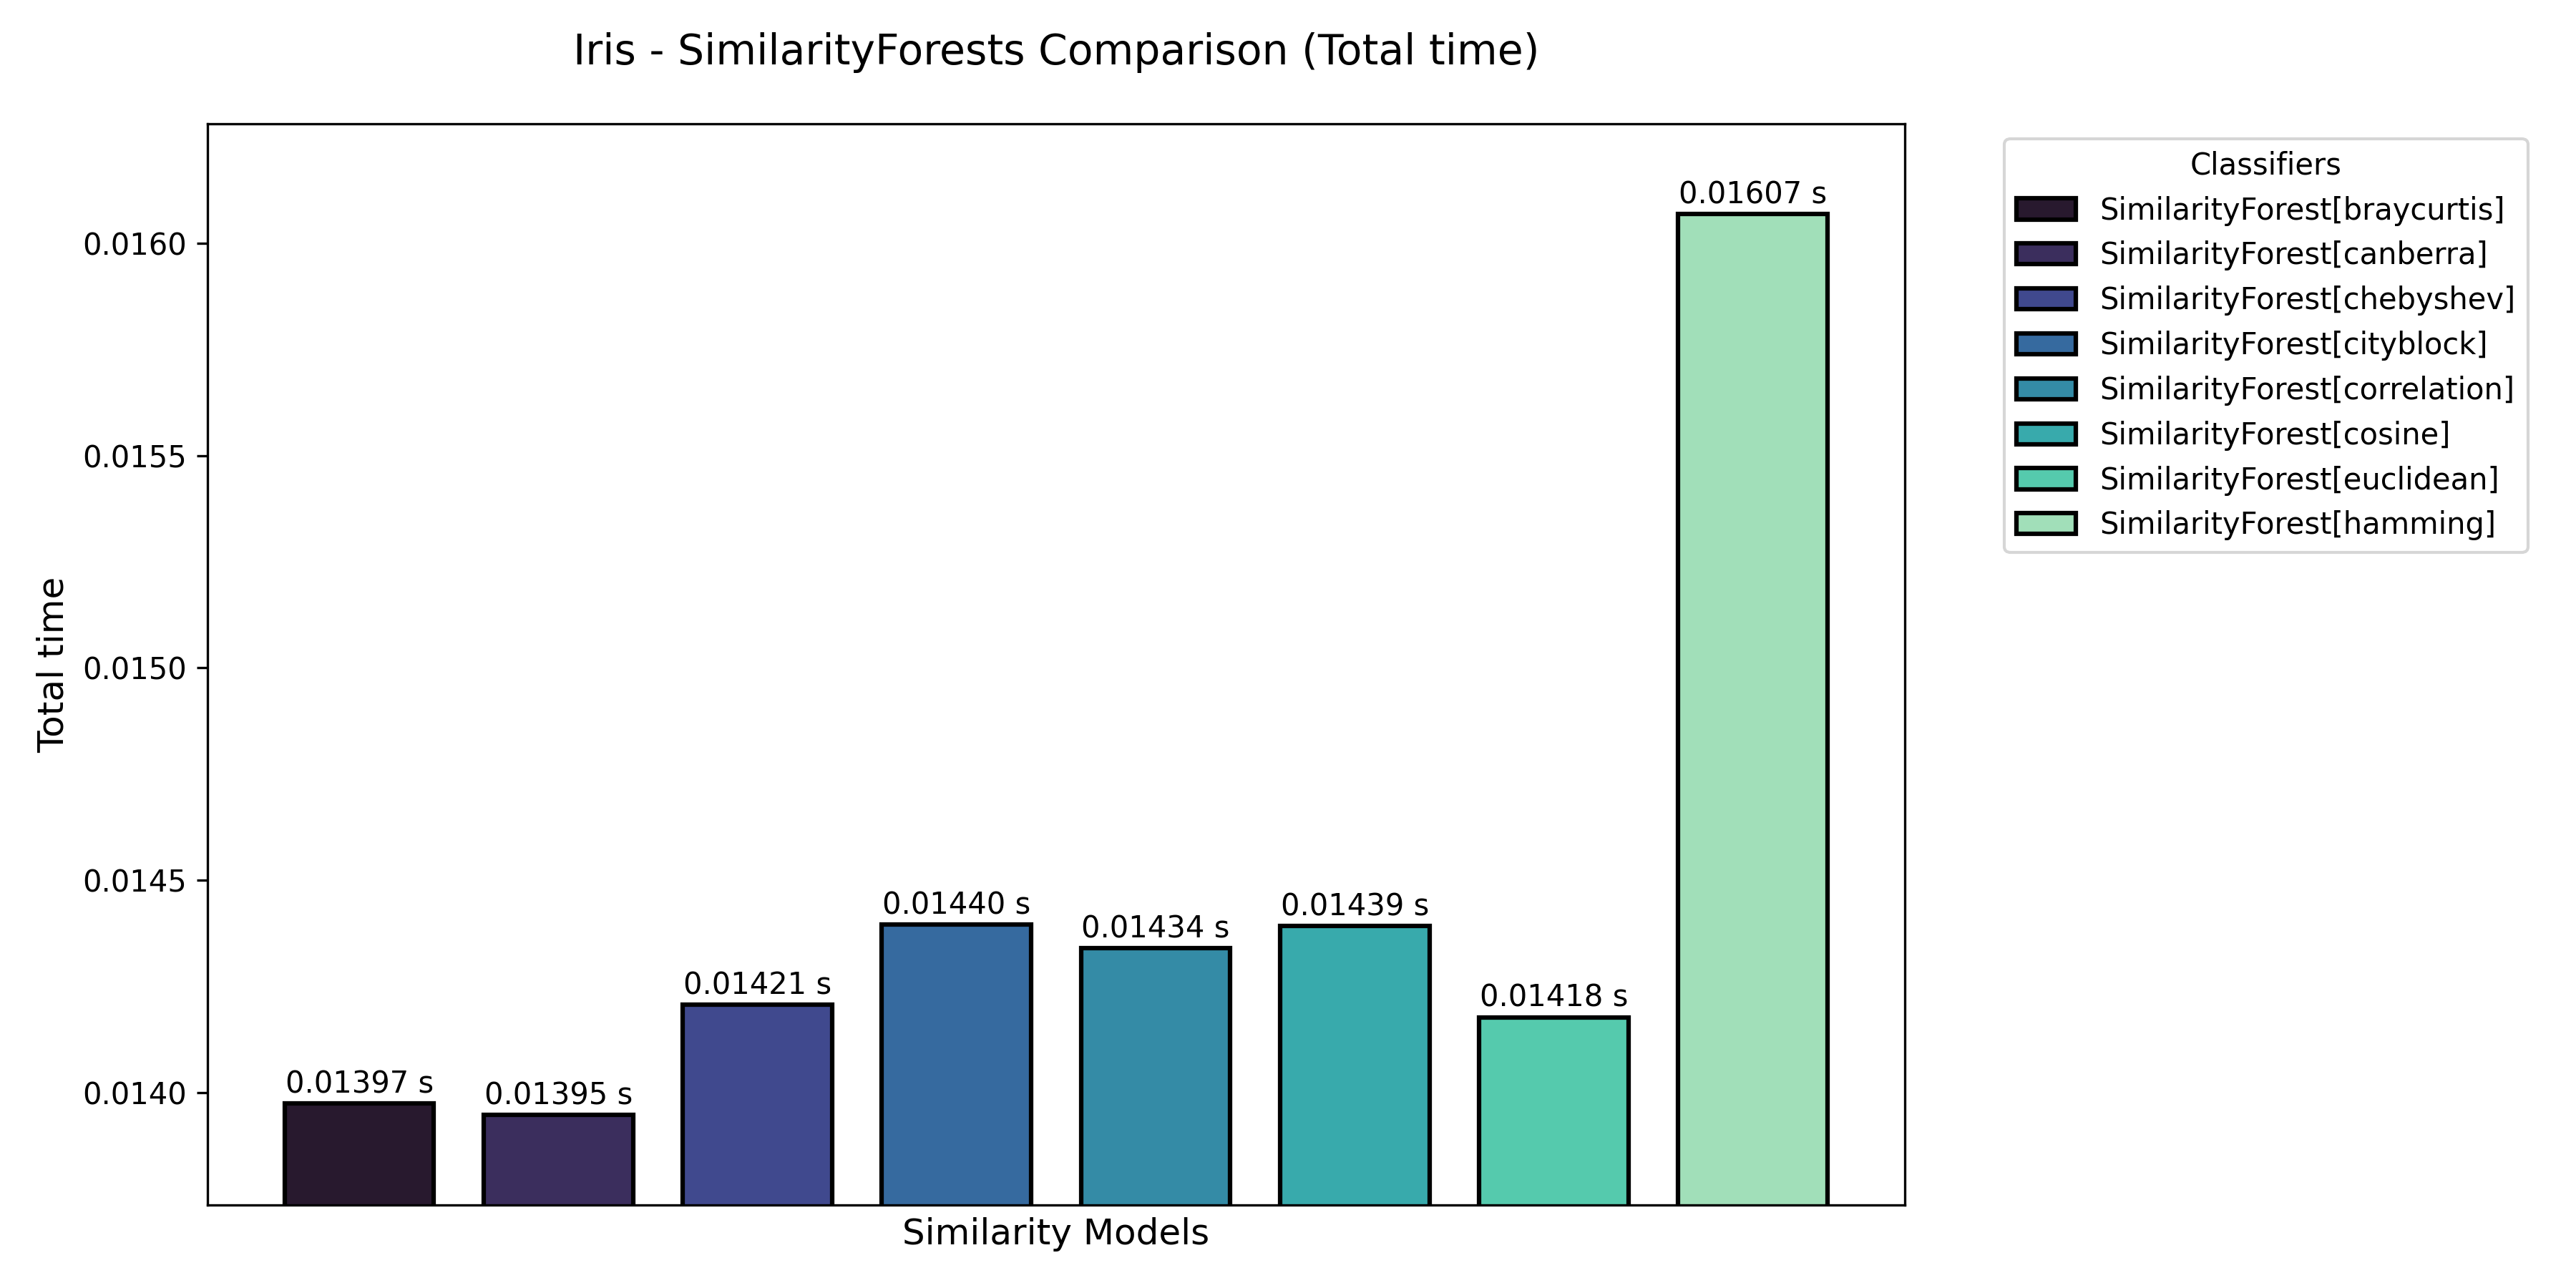 Iris - SimilarityForests Comparison (Total time)
Total time
0.0160
0.0155
0.0150
0.0145
0.0140
0.01397 s
0.01395 s
0.01421 s
0.01440 s
0.01434 s
0.01439 s
0.01418 s
0.01607 s
Similarity Models
Classifiers
SimilarityForest[braycurtis]
SimilarityForest[canberra]
SimilarityForest[chebyshev]
SimilarityForest[cityblock]
SimilarityForest[correlation]
SimilarityForest[cosine]
SimilarityForest[euclidean]
SimilarityForest[hamming]